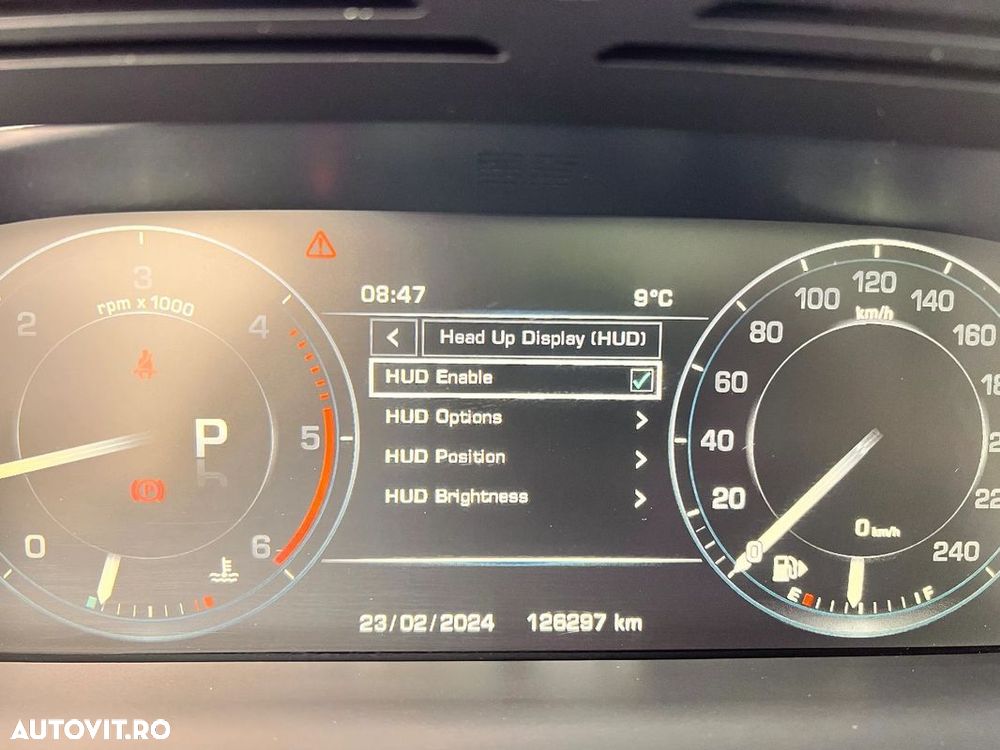 08:47 9°C
< Head Up Display (HUD)
HUD Enable
HUD Options >
HUD Position >
HUD Brightness >
23/02/2024 126297 km
0 2 3 4 5 6
rpm x 1000
P
P
0 20 40 60 80 100 120 140 160 240
km/h
0 km/h
E F
AUTOVIT.RO